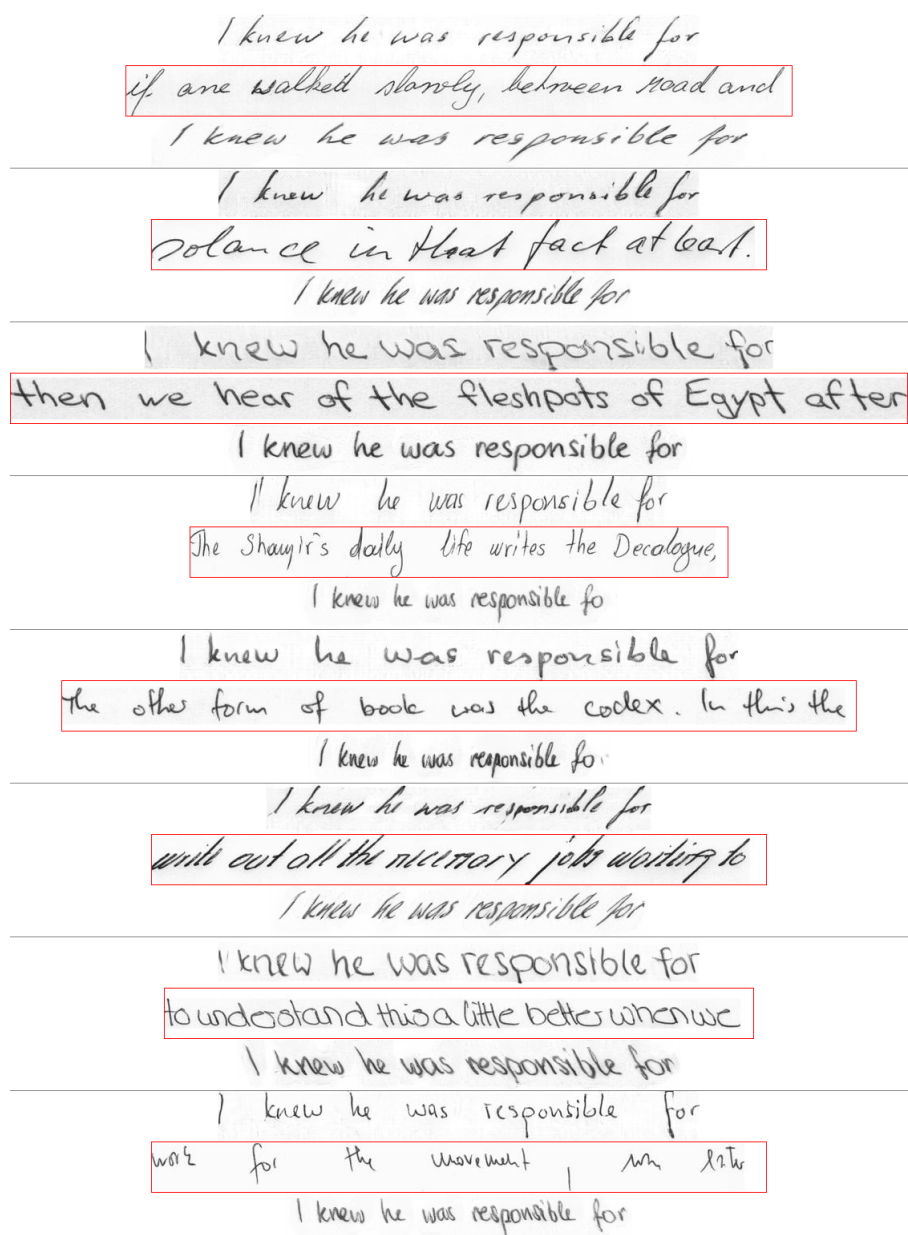 I knew he was responsible for
if one walkett slowly, between road and
I knew he was responsible for
I knew he was responsible for
solance in that fact at least.
I knew he was responsible for
I knew he was responsible for
then we hear of the fleshpots of Egypt after
I knew he was responsible for
I knew he was responsible for
The Shayir's daily life writes the Decalogue,
I knew he was responsible fo
I knew he was responsible for
The other form of book was the codex. In this the
I knew he was responsible fo
I knew he was responsible for
write out all the necessary jobs waiting to
I knew he was responsible for
I knew he was responsible for
to understand this a little better when we
I knew he was responsible for
I knew he was responsible for
work for the movement, was later
I knew he was responsible for